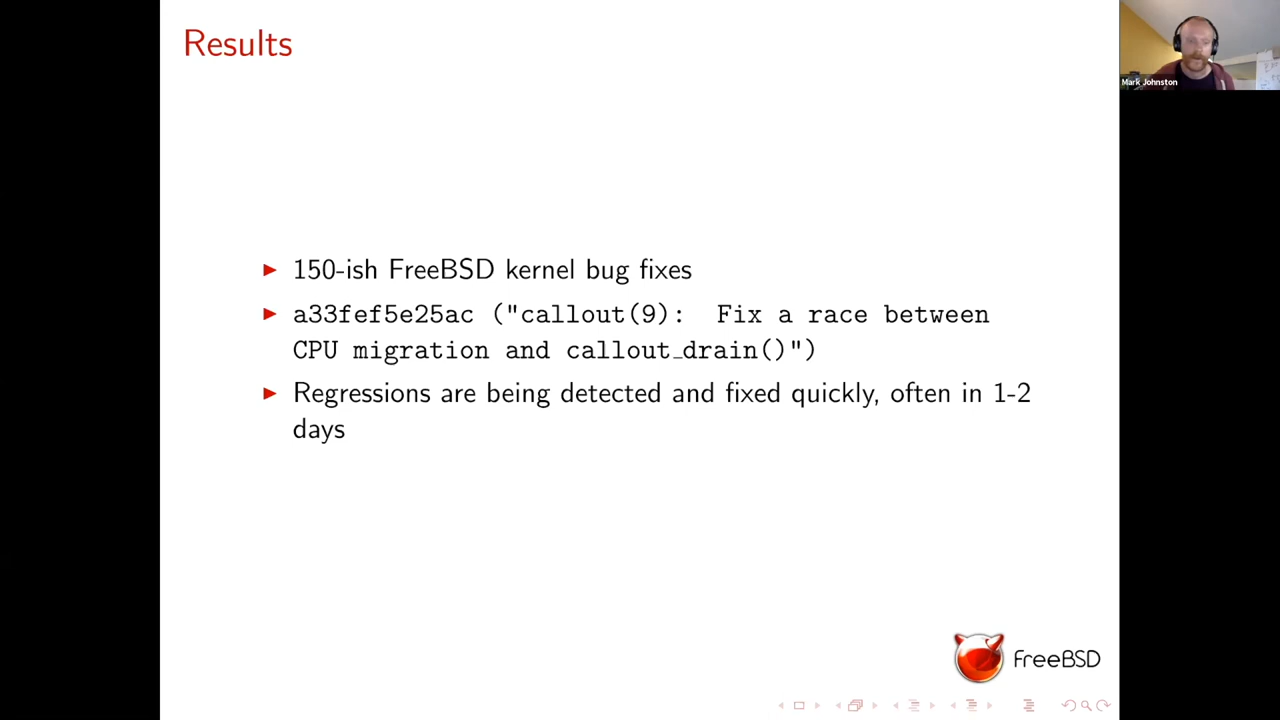 Results
Mark Johnston
150-ish FreeBSD kernel bug fixes
a33fef5e25ac ("callout(9):  Fix a race between
CPU migration and callout_drain()")
Regressions are being detected and fixed quickly, often in 1-2
days
FreeBSD